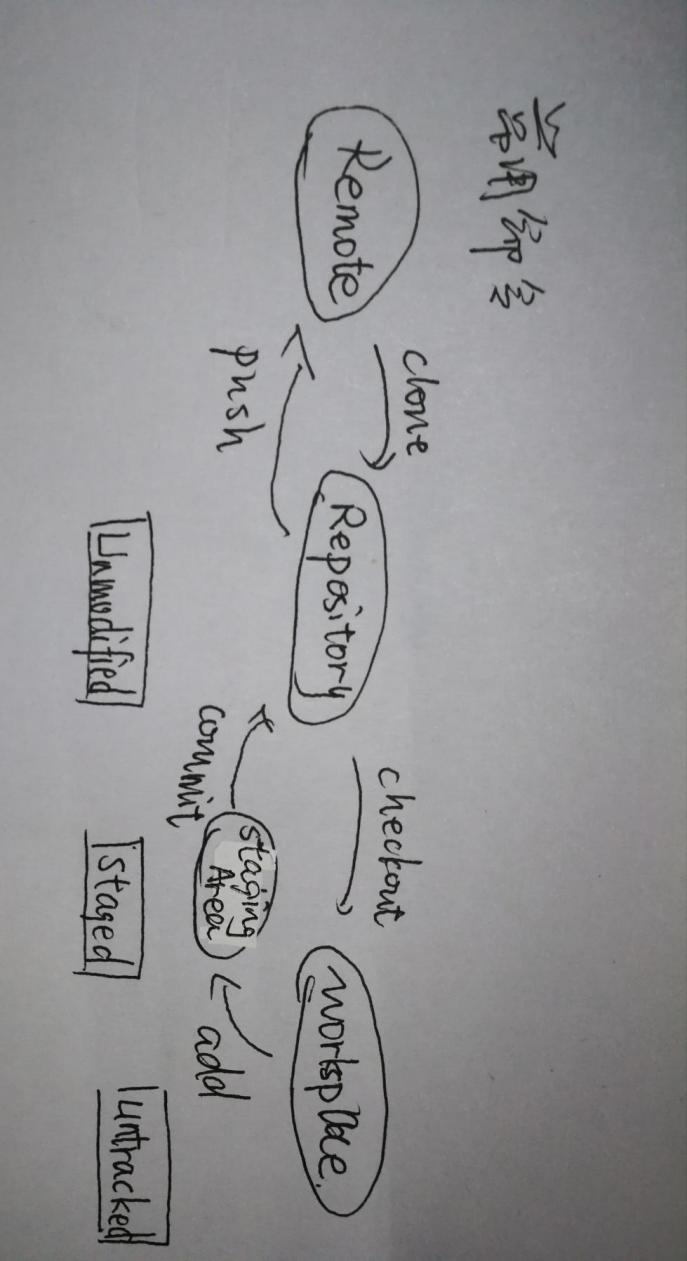 常用命令
clone
checkout
Remote
Repository
workspace
push
commit
staging
Area
add
Unmodified
staged
untracked